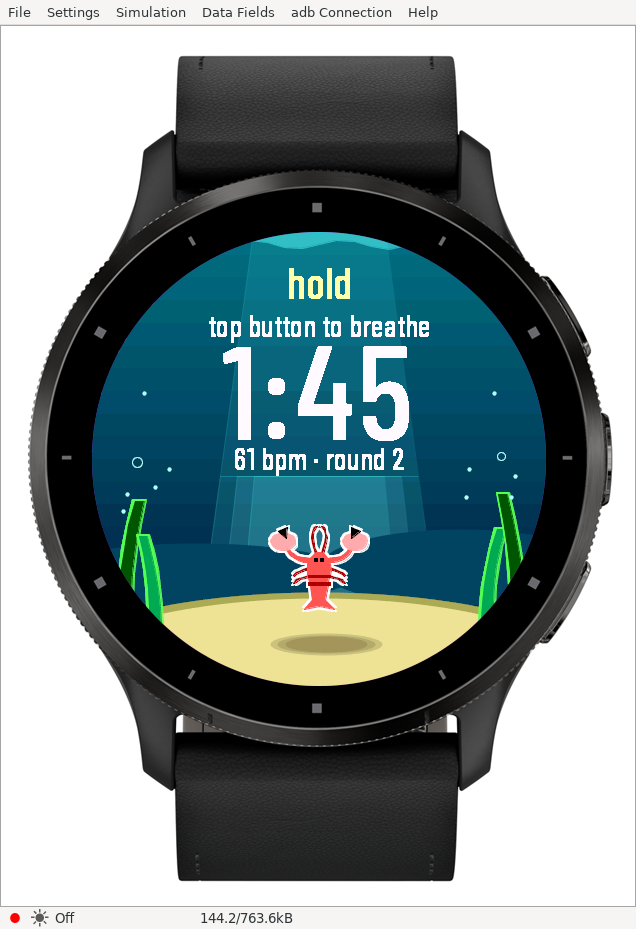 File Settings Simulation Data Fields adb Connection Help
hold
top button to breathe
1:45
61 bpm · round 2
Off 144.2/763.6kB